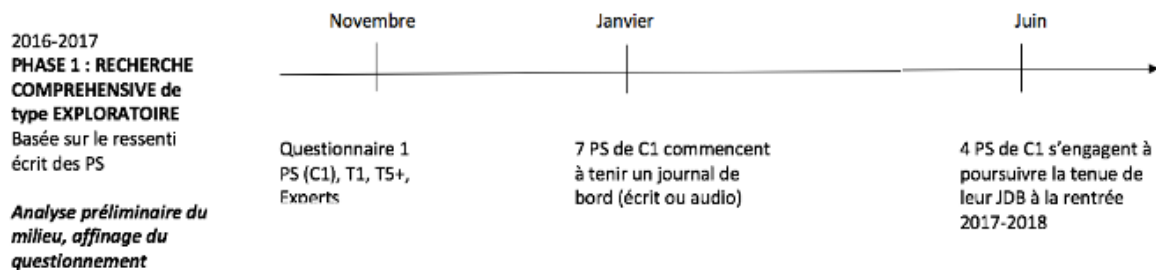 Novembre
Janvier
Juin
2016-2017
PHASE 1 : RECHERCHE
COMPREHENSIVE de
type EXPLORATOIRE
Basée sur le ressenti
écrit des PS
Analyse préliminaire du
milieu, affinage du
questionnement
Questionnaire 1
PS (C1), T1, T5+,
Experts
7 PS de C1 commencent
à tenir un journal de
bord (écrit ou audio)
4 PS de C1 s'engagent à
poursuivre la tenue de
leur JDB à la rentrée
2017-2018